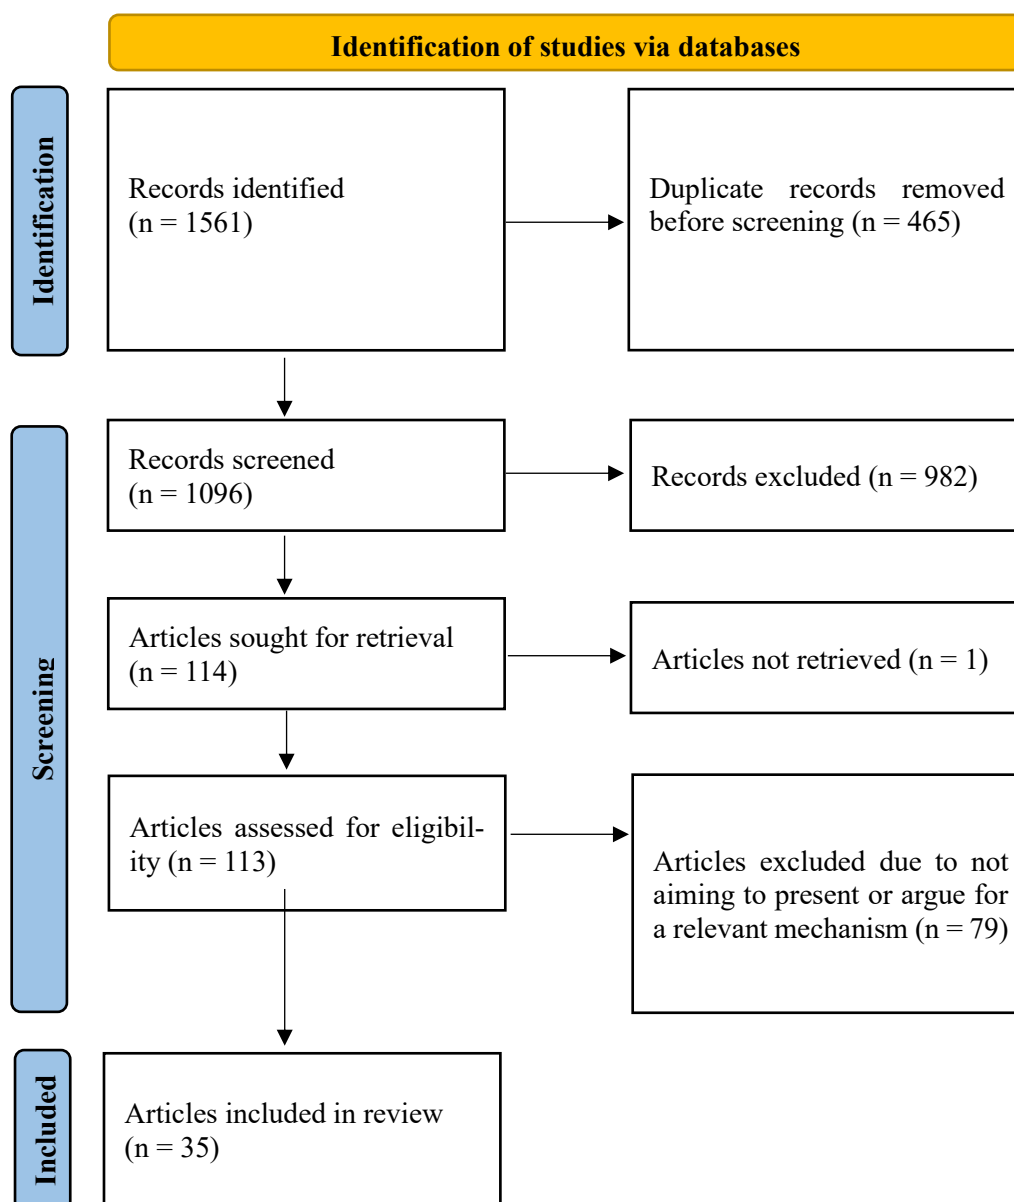 Identification of studies via databases
Identification
Records identified
(n = 1561)
Duplicate records removed
before screening (n = 465)
Screening
Records screened
(n = 1096)
Records excluded (n = 982)
Articles sought for retrieval
(n = 114)
Articles not retrieved (n = 1)
Articles assessed for eligibil-
ity (n = 113)
Articles excluded due to not
aiming to present or argue for
a relevant mechanism (n = 79)
Included
Articles included in review
(n = 35)